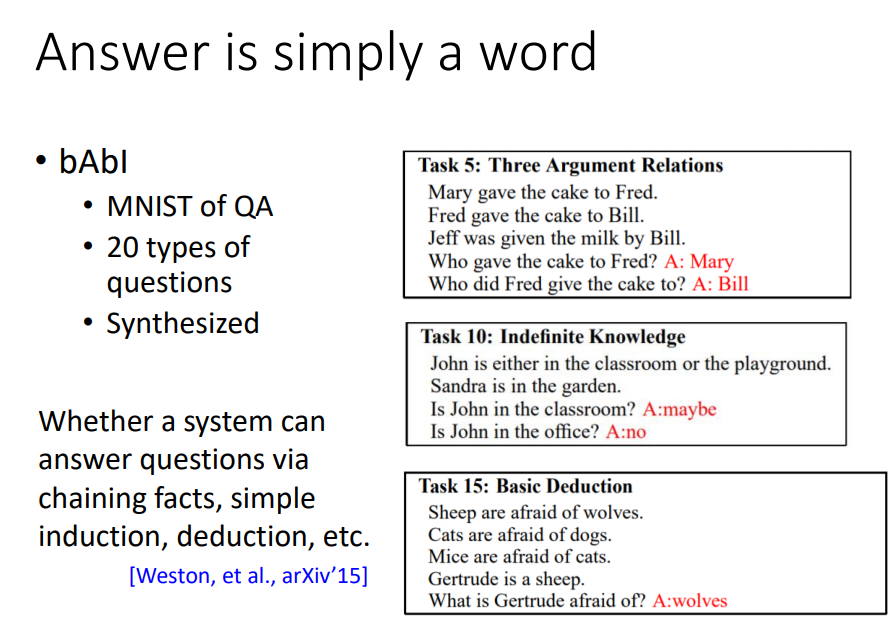 Answer is simply a word
• bAbI
• MNIST of QA
• 20 types of
questions
• Synthesized
Whether a system can
answer questions via
chaining facts, simple
induction, deduction, etc.
[Weston, et al., arXiv’15]
Task 5: Three Argument Relations
Mary gave the cake to Fred.
Fred gave the cake to Bill.
Jeff was given the milk by Bill.
Who gave the cake to Fred? A: Mary
Who did Fred give the cake to? A: Bill
Task 10: Indefinite Knowledge
John is either in the classroom or the playground.
Sandra is in the garden.
Is John in the classroom? A:maybe
Is John in the office? A:no
Task 15: Basic Deduction
Sheep are afraid of wolves.
Cats are afraid of dogs.
Mice are afraid of cats.
Gertrude is a sheep.
What is Gertrude afraid of? A:wolves